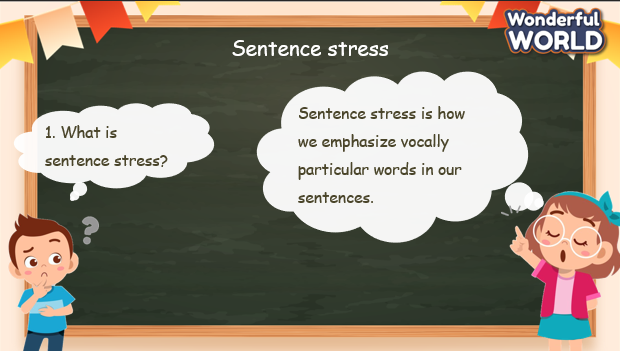 Wonderful
WORLD
Sentence stress
1. What is
sentence stress?
Sentence stress is how
we emphasize vocally
particular words in our
sentences.
?